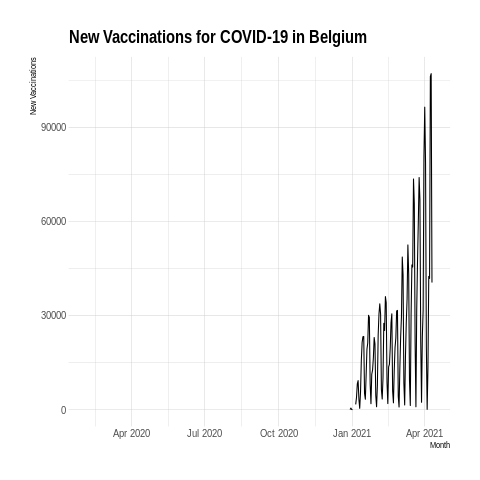 New Vaccinations for COVID-19 in Belgium
New Vaccinations
90000
60000
30000
0
Apr 2020 Jul 2020 Oct 2020 Jan 2021 Apr 2021
Month